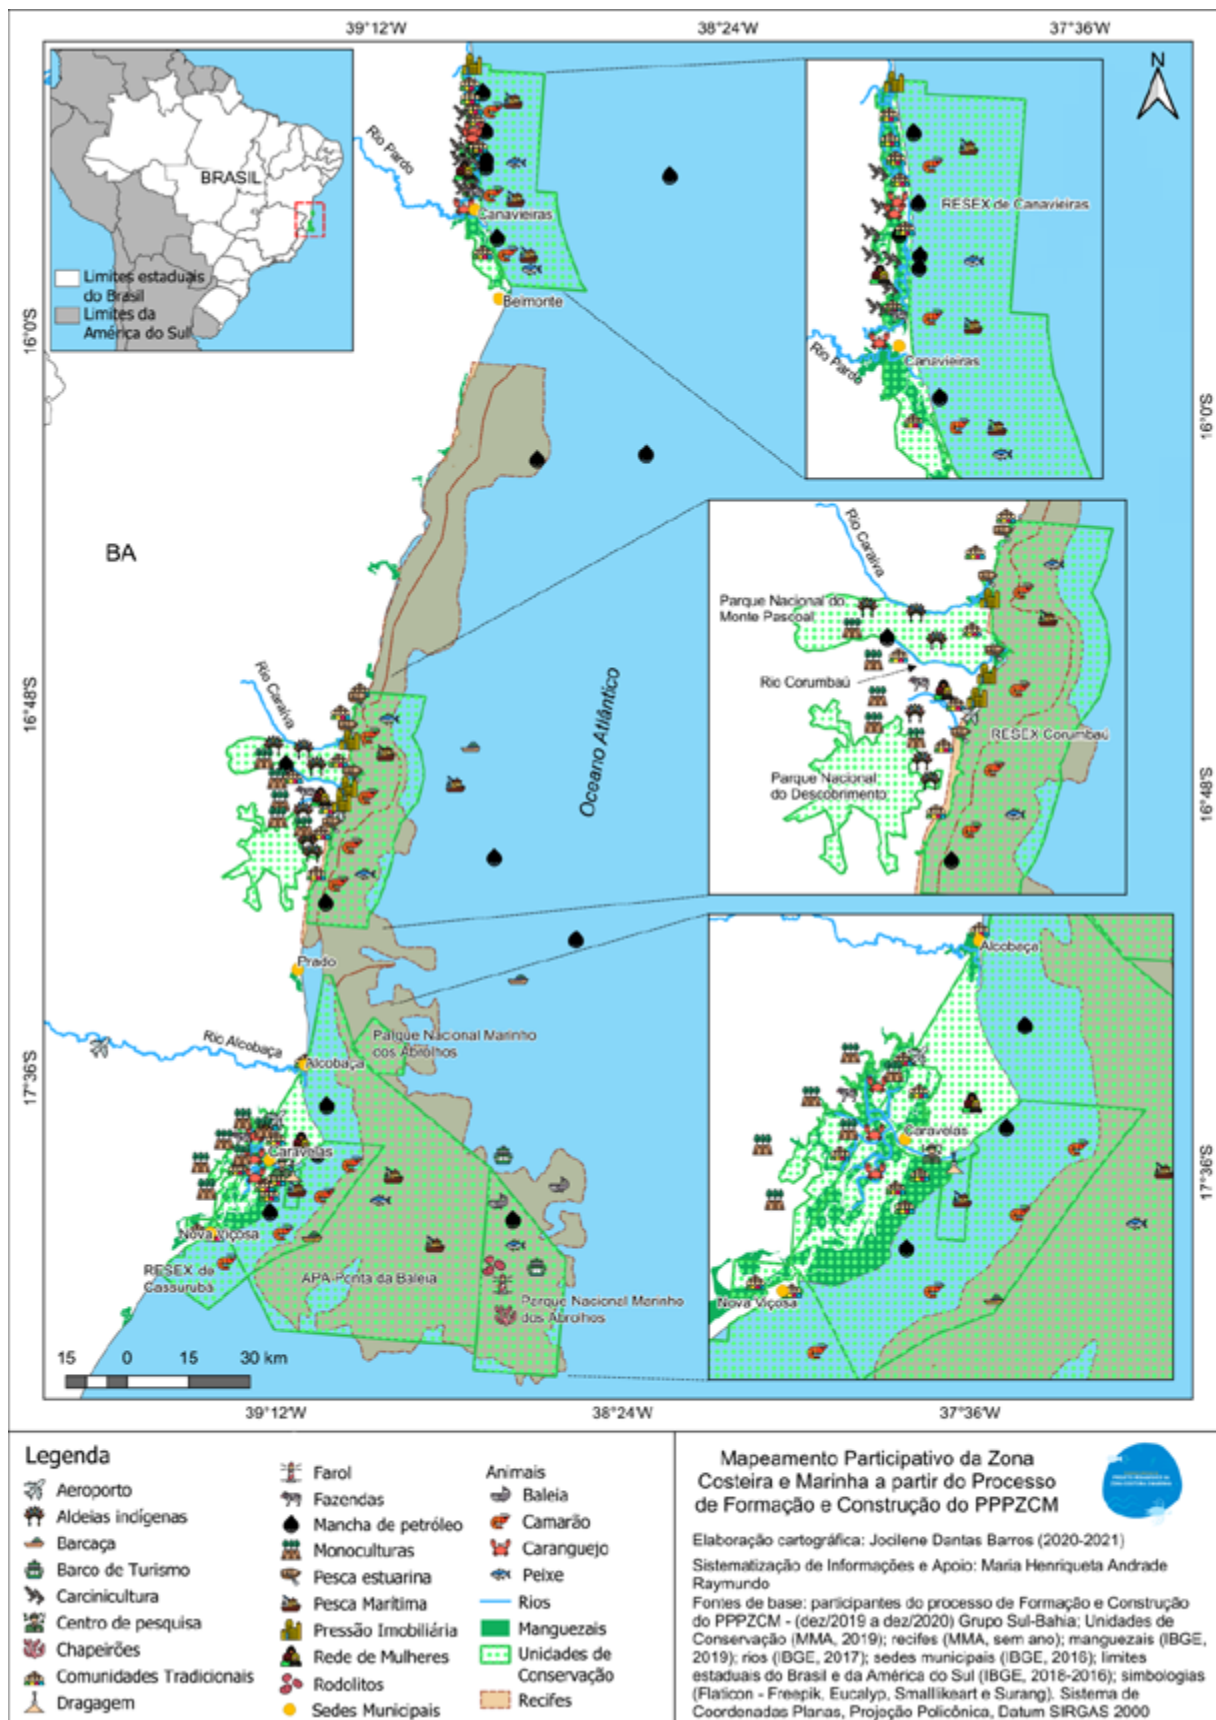 39°12'W
38°24'W
37°36'W
N
BRASIL
Limites estaduais
do Brasil
Limites da
América do Sul
Rio Pardo
Canavieiras
Belmonte
RESEX de Canavieiras
Canavieiras
Rio Pardo
16°0'S
16°0'S
BA
Rio Caraíva
Parque Nacional do
Monte Pascoal
Rio Corumbaú
RESEX Corumbaú
Parque Nacional
do Descobrimento
Rio Caraíva
16°48'S
16°48'S
Oceano Atlântico
Prado
Parque Nacional Marinho
dos Abrolhos
Rio Alcobaça
Alcobaça
17°36'S
Caravelas
Nova Viçosa
RESEX de
Cassurubá
APA Ponta da Baleia
Parque Nacional Marinho
dos Abrolhos
Alcobaça
Caravelas
Nova Viçosa
17°36'S
15 0 15 30 km
39°12'W
38°24'W
37°36'W
Legenda
Aeroporto
Aldeias indígenas
Barcaça
Barco de Turismo
Carcinicultura
Centro de pesquisa
Chapeirões
Comunidades Tradicionais
Dragagem
Farol
Fazendas
Mancha de petróleo
Monoculturas
Pesca estuarina
Pesca Marítima
Pressão Imobiliária
Rede de Mulheres
Rodolitos
Sedes Municipais
Animais
Baleia
Camarão
Caranguejo
Peixe
Rios
Manguezais
Unidades de
Conservação
Recifes
Mapeamento Participativo da Zona
Costeira e Marinha a partir do Processo
de Formação e Construção do PPPZCM
Elaboração cartográfica: Jocilene Dantas Barros (2020-2021)
Sistematização de Informações e Apoio: Maria Henriqueta Andrade
Raymundo
Fontes de base: participantes do processo de Formação e Construção
do PPPZCM - (dez/2019 a dez/2020) Grupo Sul-Bahia; Unidades de
Conservação (MMA, 2019); recifes (MMA, sem ano); manguezais (IBGE,
2019); rios (IBGE, 2017); sedes municipais (IBGE, 2016); limites
estaduais do Brasil e da América do Sul (IBGE, 2018-2016); simbologias
(Flaticon - Freepik, Eucalyp, Smalllikeart e Surang). Sistema de
Coordenadas Planas, Projeção Policônica, Datum SIRGAS 2000